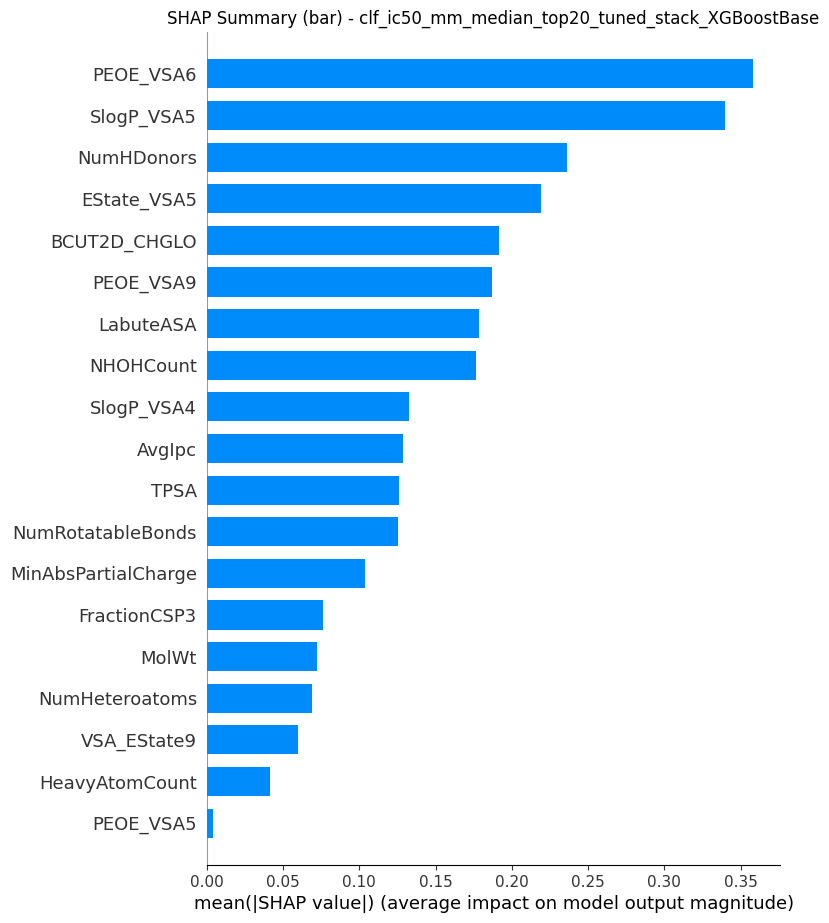 SHAP Summary (bar) - clf_ic50_mm_median_top20_tuned_stack_XGBoostBase
PEOE_VSA6
SlogP_VSA5
NumHDonors
EState_VSA5
BCUT2D_CHGLO
PEOE_VSA9
LabuteASA
NHOHCount
SlogP_VSA4
AvgIpc
TPSA
NumRotatableBonds
MinAbsPartialCharge
FractionCSP3
MolWt
NumHeteroatoms
VSA_EState9
HeavyAtomCount
PEOE_VSA5
0.00 0.05 0.10 0.15 0.20 0.25 0.30 0.35
mean(|SHAP value|) (average impact on model output magnitude)